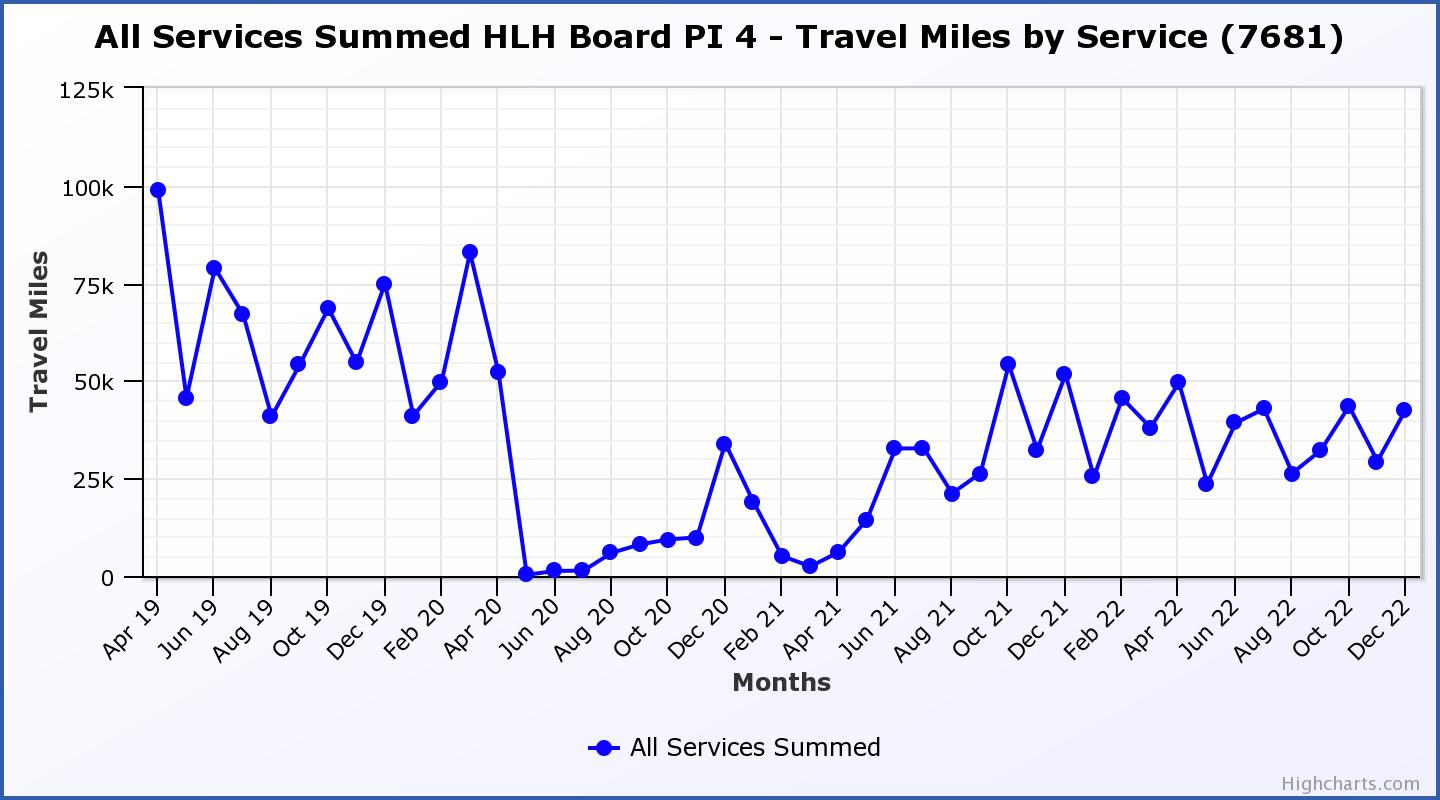 All Services Summed HLH Board PI 4 - Travel Miles by Service (7681)
125k
100k
75k
50k
25k
0
Travel Miles
Apr 19
Jun 19
Aug 19
Oct 19
Dec 19
Feb 20
Apr 20
Jun 20
Aug 20
Oct 20
Dec 20
Feb 21
Apr 21
Jun 21
Aug 21
Oct 21
Dec 21
Feb 22
Apr 22
Jun 22
Aug 22
Oct 22
Dec 22
Months
All Services Summed
Highcharts.com